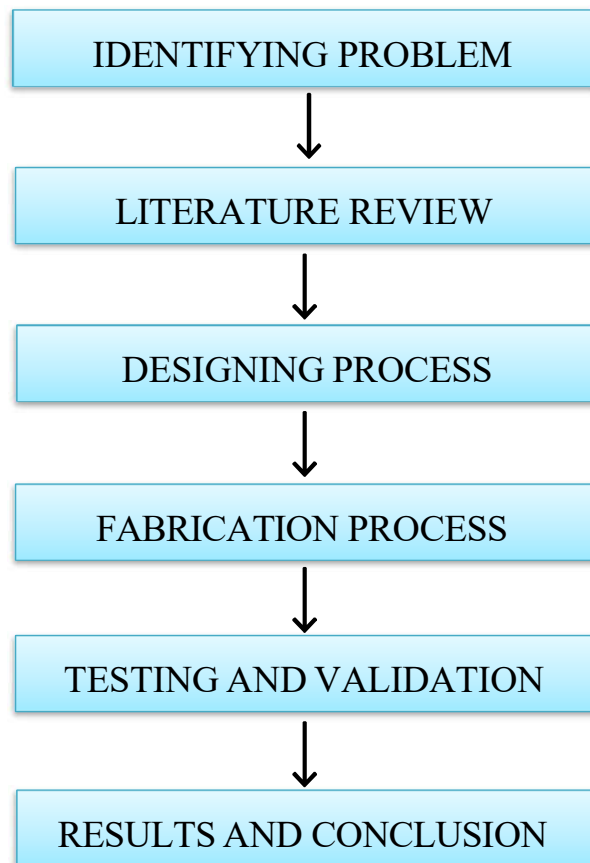 IDENTIFYING PROBLEM
LITERATURE REVIEW
DESIGNING PROCESS
FABRICATION PROCESS
TESTING AND VALIDATION
RESULTS AND CONCLUSION